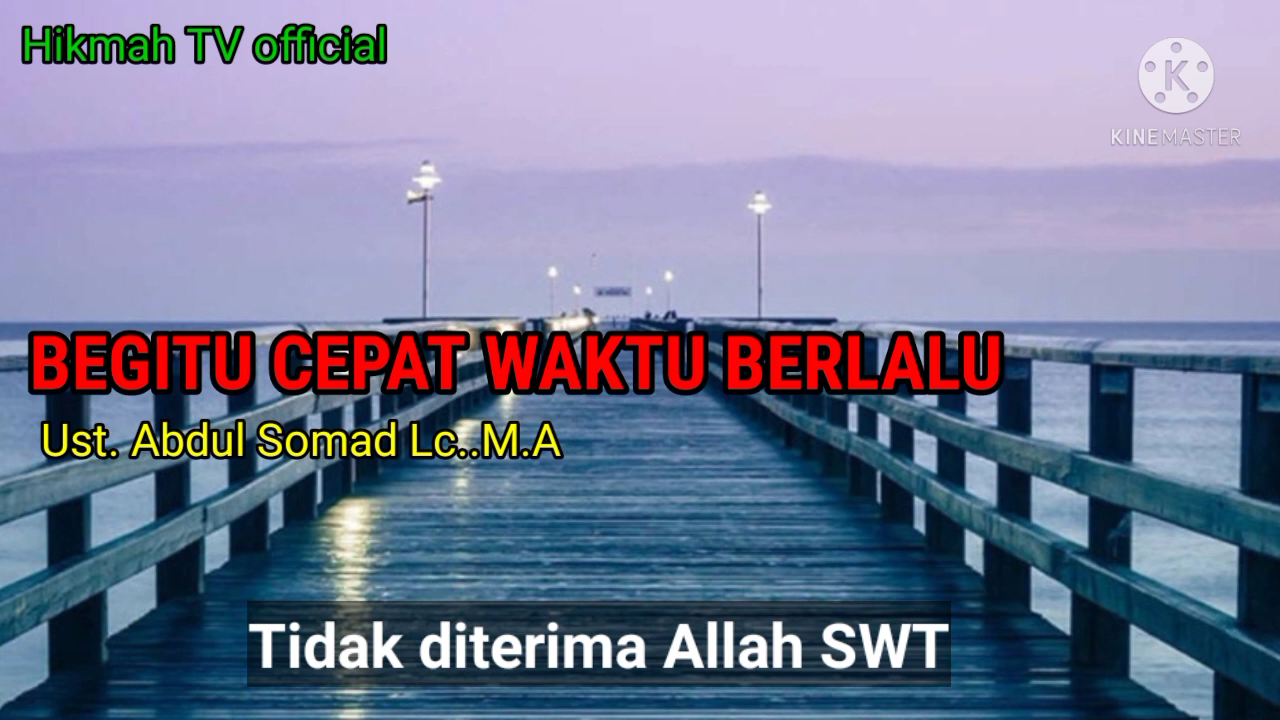 Hikmah TV official
K
KINEMASTER
BEGITU CEPAT WAKTU BERLALU
Ust. Abdul Somad Lc..M.A
Tidak diterima Allah SWT